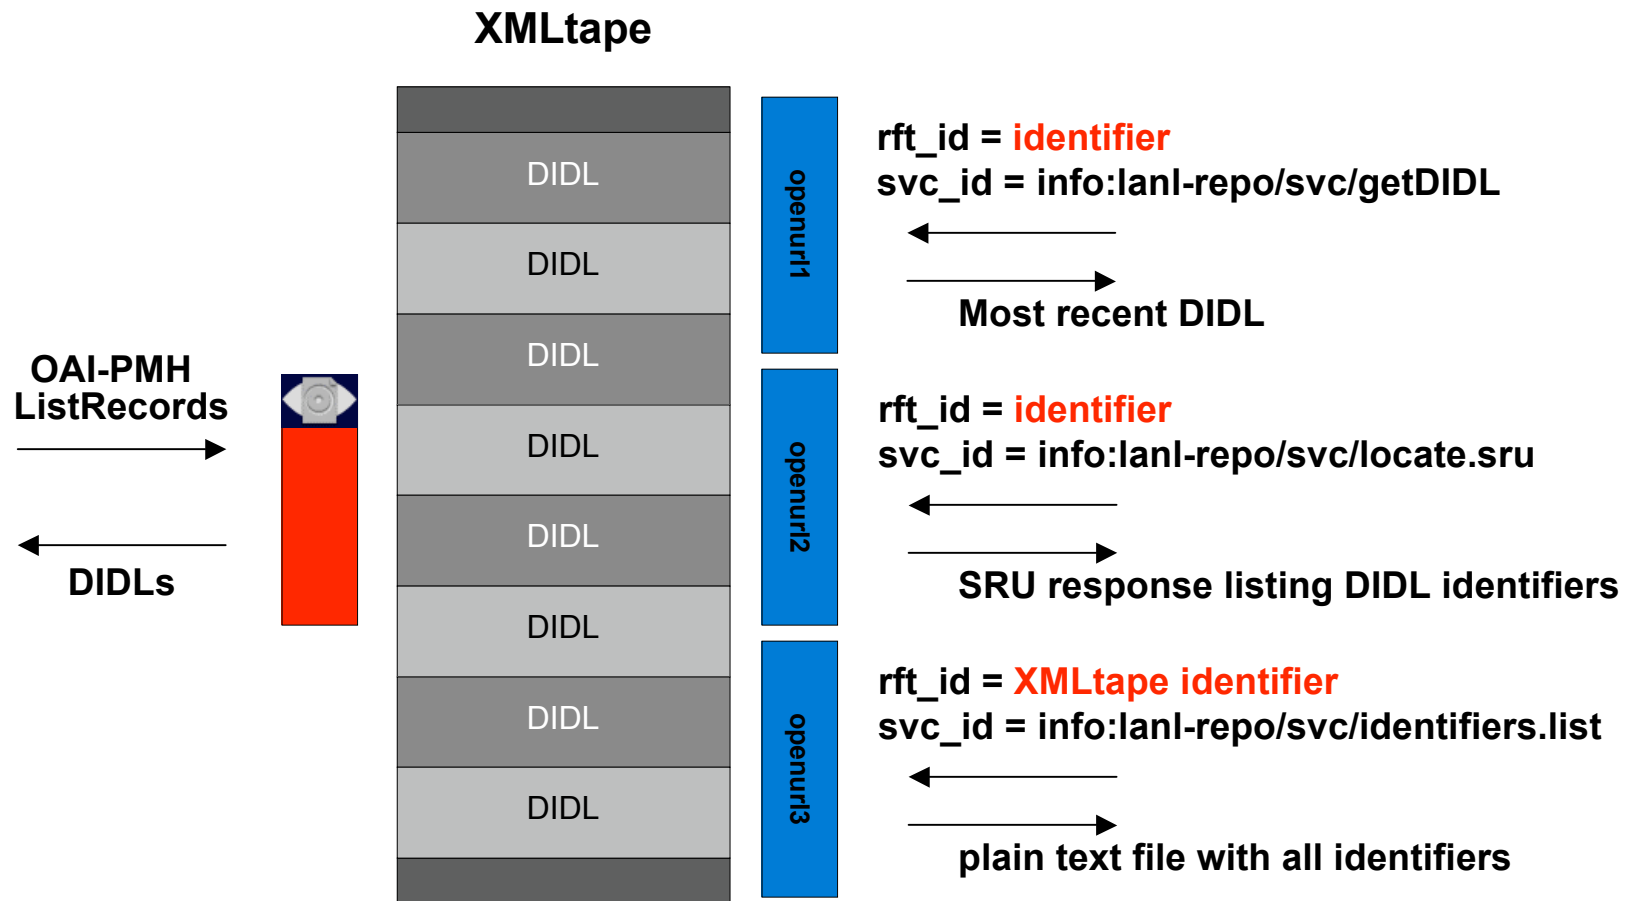 XMLtape
OAI-PMH
ListRecords
DIDLs
DIDL
DIDL
DIDL
DIDL
DIDL
DIDL
DIDL
DIDL
openurl1
openurl2
openurl3
rft_id = identifier
svc_id = info:lanl-repo/svc/getDIDL
Most recent DIDL
rft_id = identifier
svc_id = info:lanl-repo/svc/locate.sru
SRU response listing DIDL identifiers
rft_id = XMLtape identifier
svc_id = info:lanl-repo/svc/identifiers.list
plain text file with all identifiers